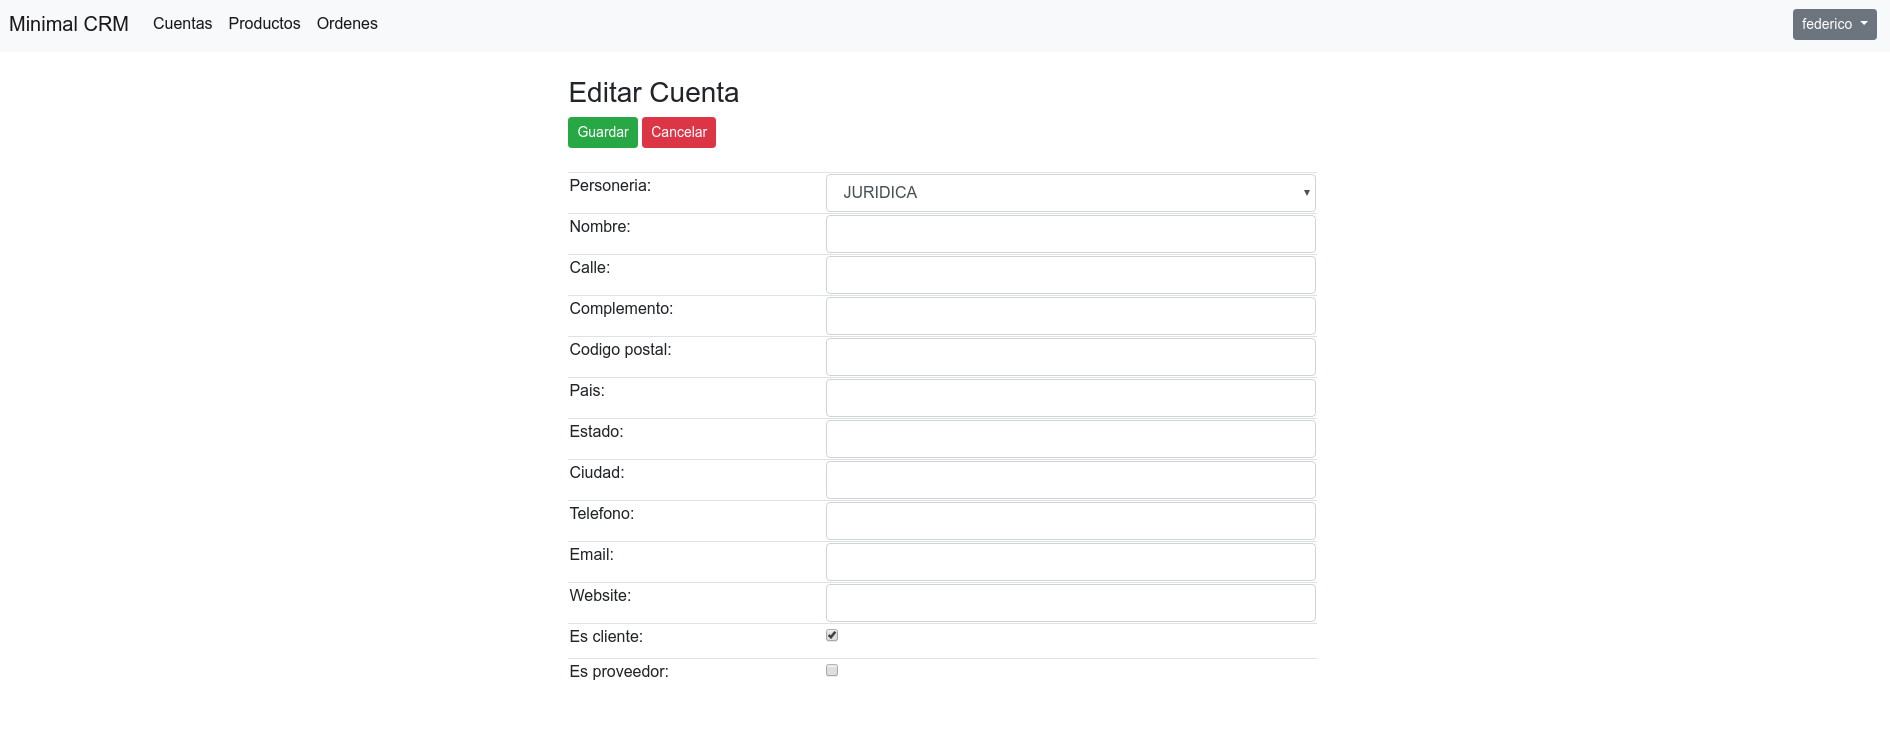 Minimal CRM Cuentas Productos Ordenes federico
Editar Cuenta
Guardar Cancelar
Personeria: JURIDICA
Nombre:
Calle:
Complemento:
Codigo postal:
Pais:
Estado:
Ciudad:
Telefono:
Email:
Website:
Es cliente:
Es proveedor: